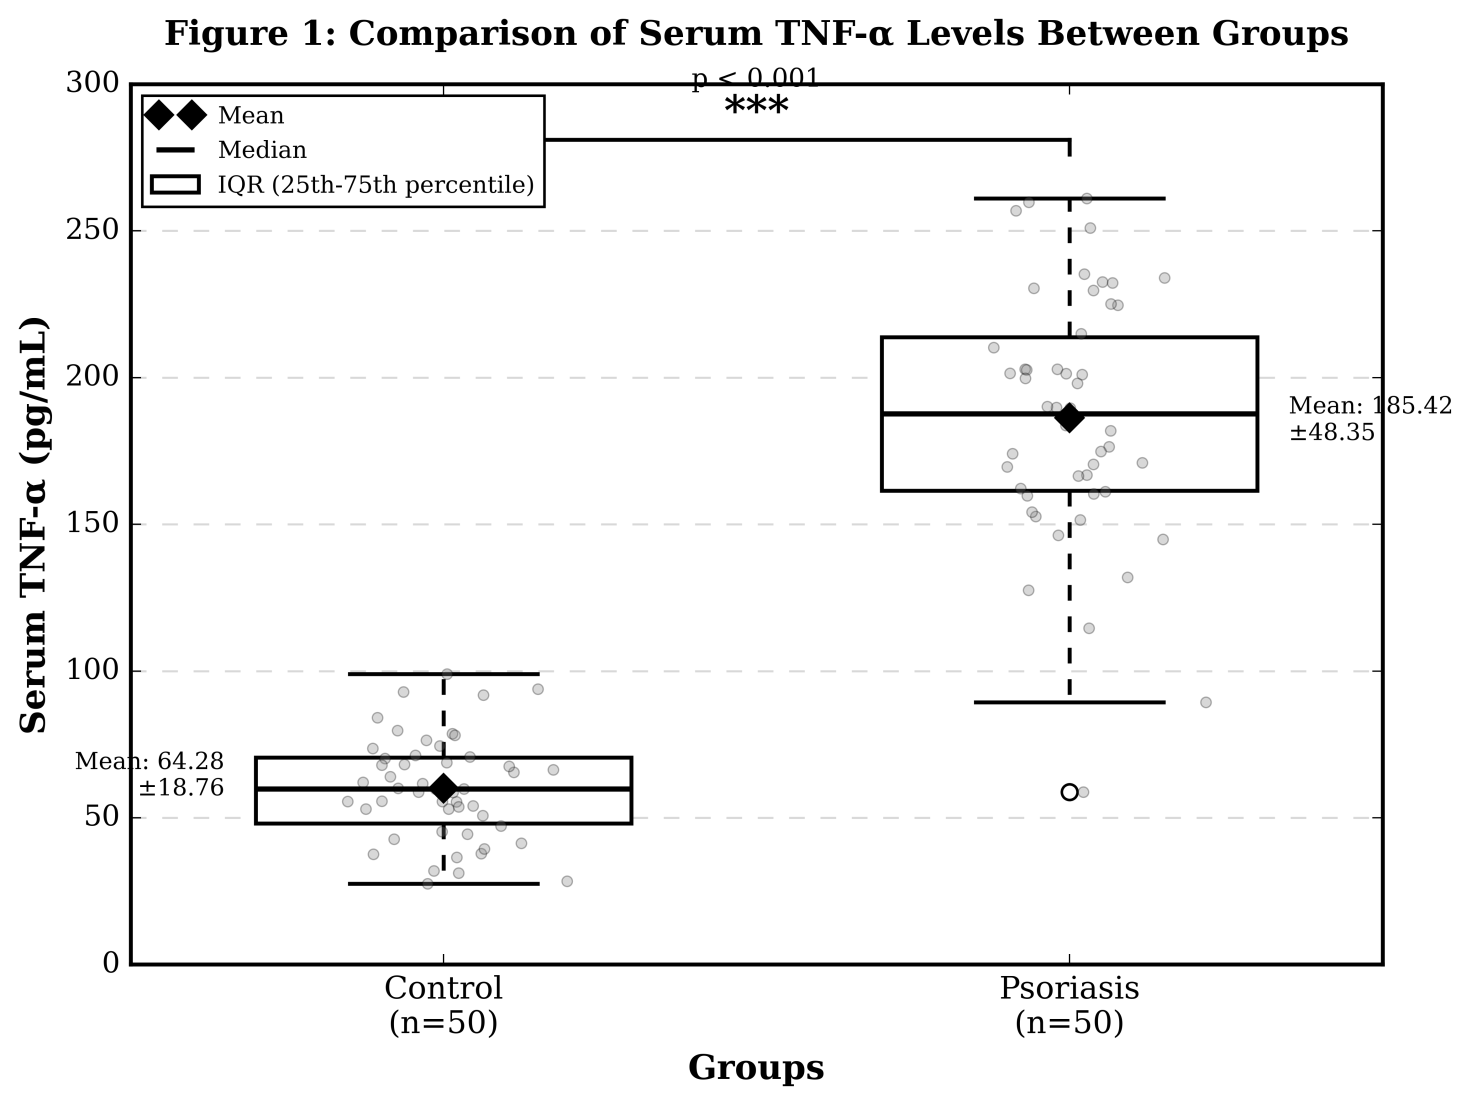 Figure 1: Comparison of Serum TNF-α Levels Between Groups
p < 0.001
***
Mean
Median
IQR (25th-75th percentile)
300
250
200
150
100
50
0
Serum TNF-α (pg/mL)
Mean: 185.42
±48.35
Mean: 64.28
±18.76
Control
(n=50)
Psoriasis
(n=50)
Groups